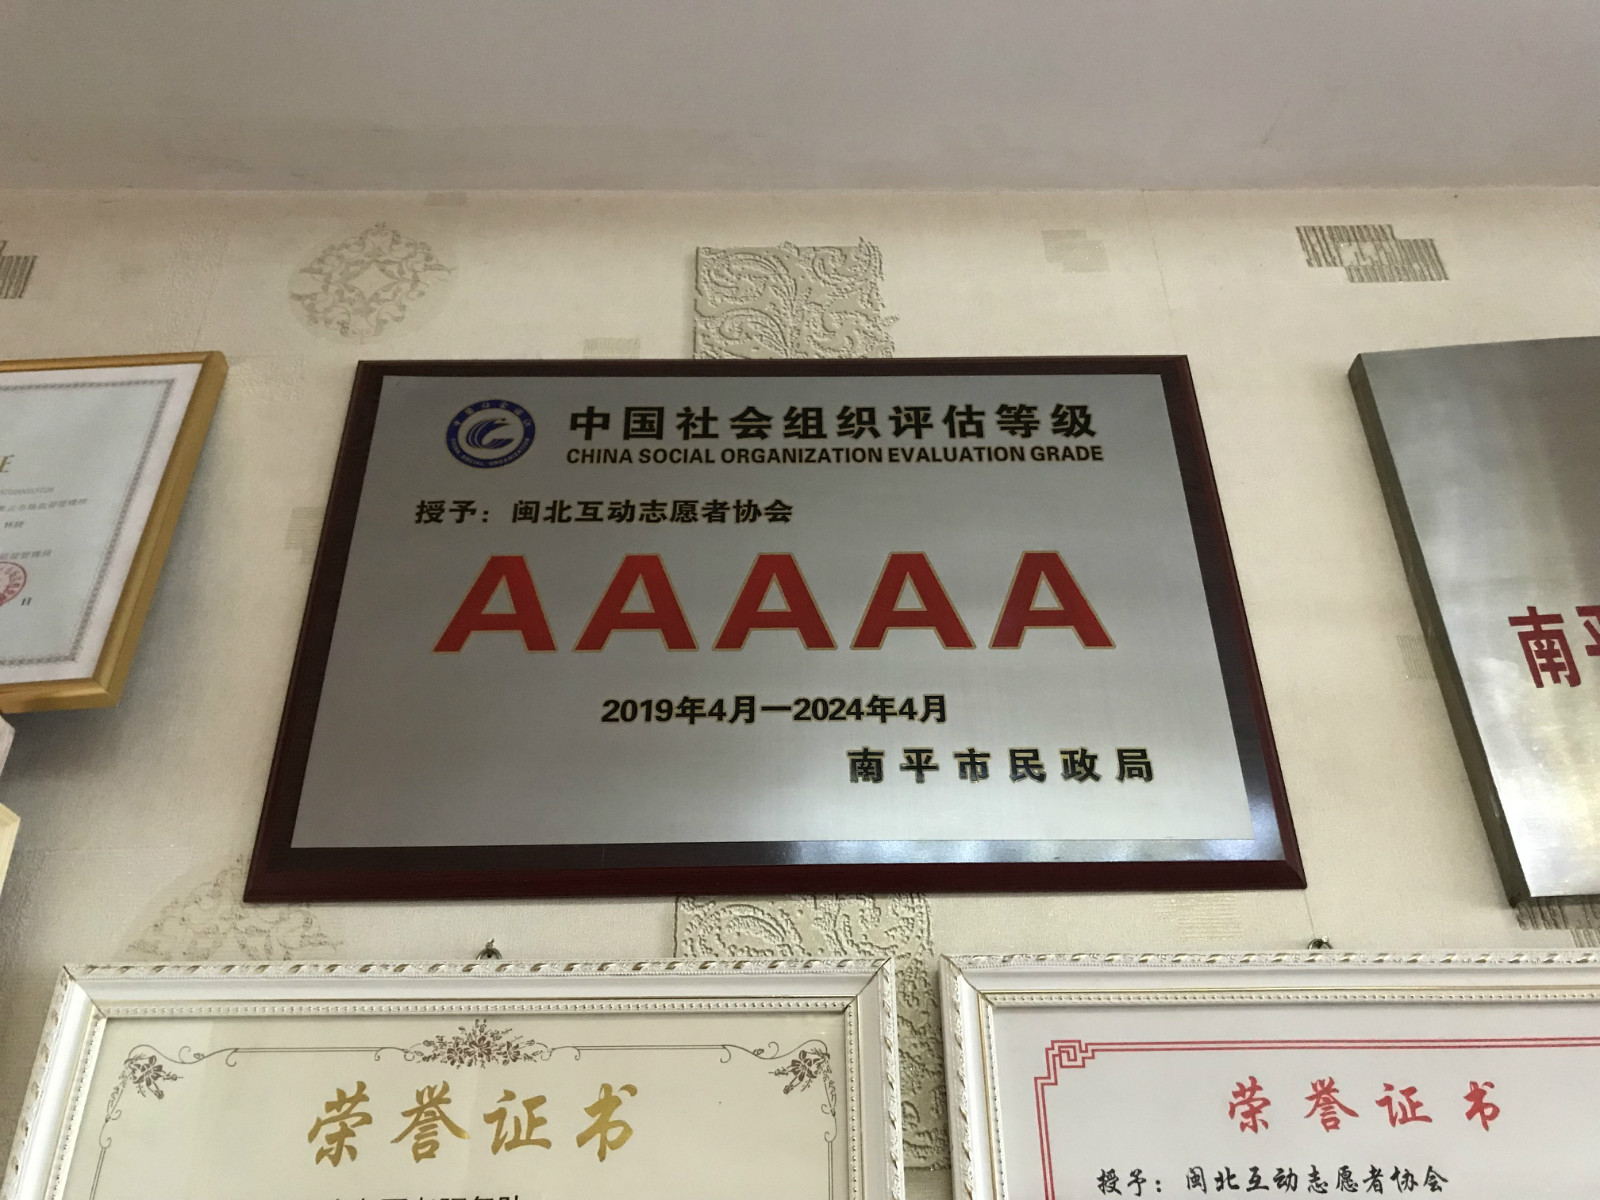 中国社会组织评估等级
CHINA SOCIAL ORGANIZATION EVALUATION GRADE
授予：闽北互动志愿者协会
AAAAA
2019年4月—2024年4月
南平市民政局
南平
荣誉证书
荣誉证书
授予：闽北互动志愿者协会